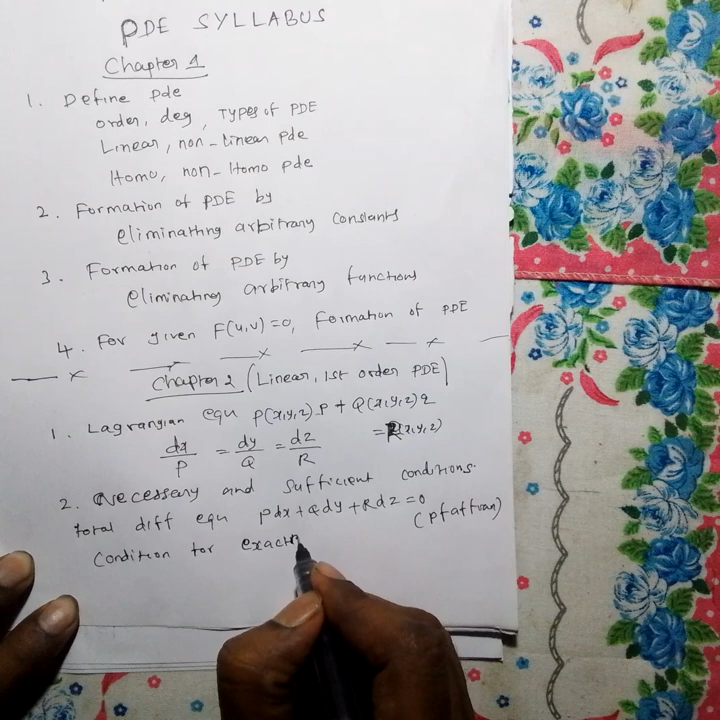 PDE SYLLABUS
Chapter 1
1. Define pde
order, deg, Types of PDE
Linear, non-Linear pde
Homo, non-Homo pde
2. Formation of PDE by
eliminating arbitrary constants
3. Formation of PDE by
eliminating arbitrary functions
4. For given F(u,v)=0, Formation of PDE
Chapter 2 (Linear, 1st order PDE)
1. Lagrangian equ P(x,y,z)p + Q(x,y,z)q
= R(x,y,z)
dx/P = dy/Q = dz/R
2. Necessary and sufficient conditions.
total diff equ Pdx+Qdy+Rdz=0
(pfaffian)
Condition for exactn